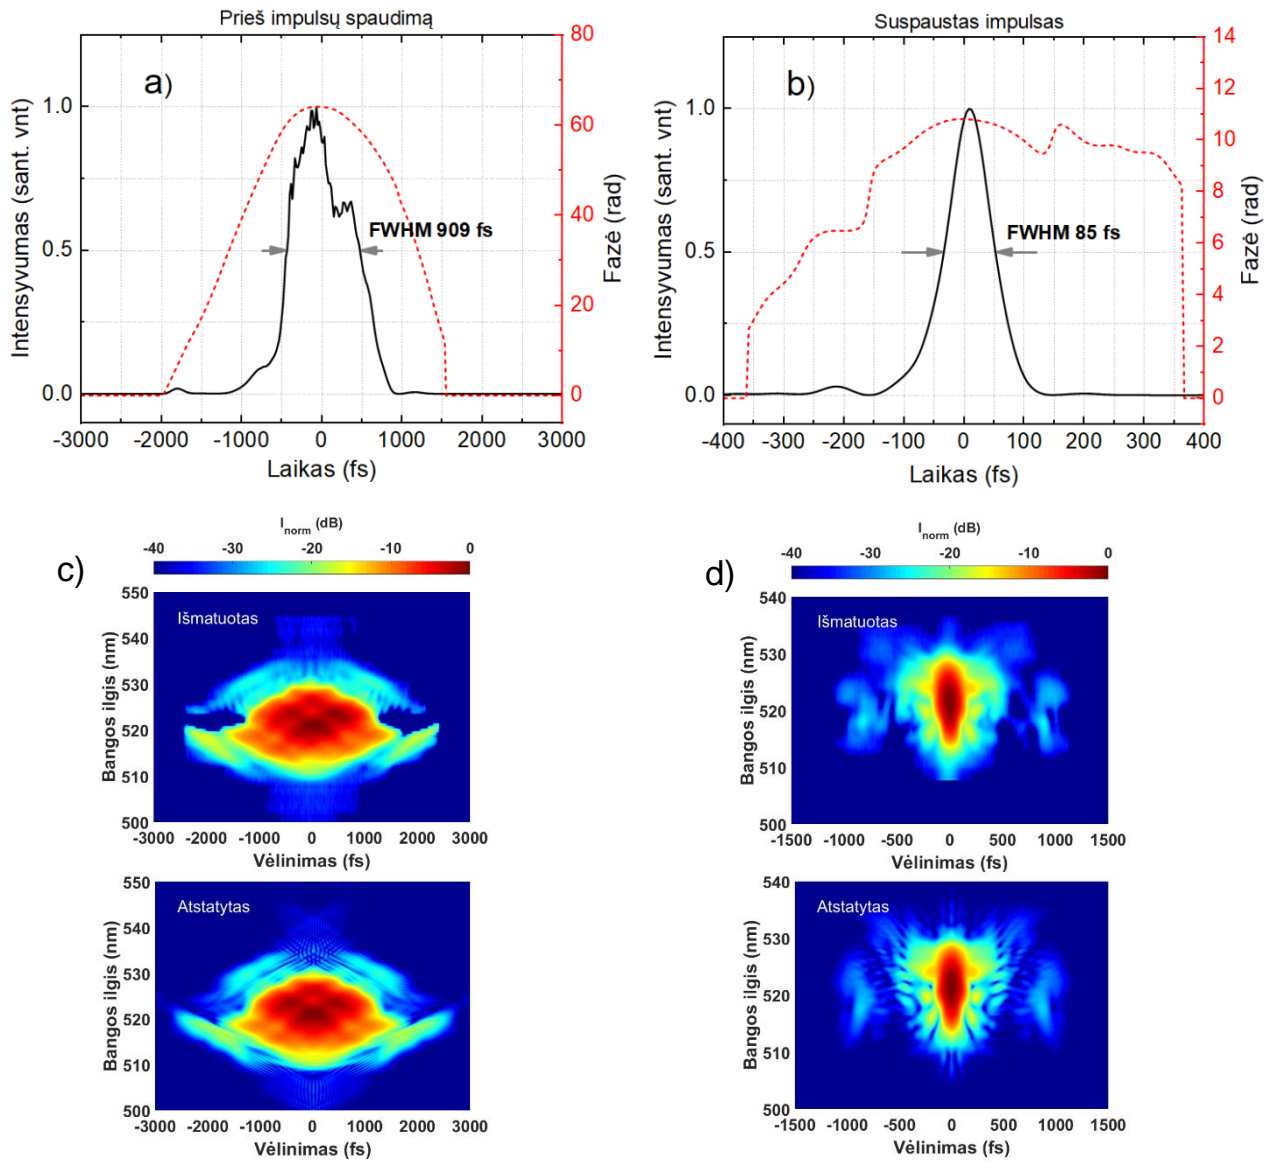 Prieš impulsų spaudimą
a)
Intensyvumas (sant. vnt)
1.0
0.5
0.0
FWHM 909 fs
80
60
40
20
0
Fazė (rad)
-3000 -2000 -1000 0 1000 2000 3000
Laikas (fs)
Suspaustas impulsas
b)
Intensyvumas (sant. vnt)
1.0
0.5
0.0
FWHM 85 fs
14
12
10
8
6
4
2
0
Fazė (rad)
-400 -300 -200 -100 0 100 200 300 400
Laikas (fs)
c)
I_norm (dB)
-40 -30 -20 -10 0
Išmatuotas
Bangos ilgis (nm)
550
540
530
520
510
500
-3000 -2000 -1000 0 1000 2000 3000
Vėlinimas (fs)
Atstatytas
Bangos ilgis (nm)
550
540
530
520
510
500
-3000 -2000 -1000 0 1000 2000 3000
Vėlinimas (fs)
d)
I_norm (dB)
-40 -30 -20 -10 0
Išmatuotas
Bangos ilgis (nm)
540
530
520
510
500
-1500 -1000 -500 0 500 1000 1500
Vėlinimas (fs)
Atstatytas
Bangos ilgis (nm)
540
530
520
510
500
-1500 -1000 -500 0 500 1000 1500
Vėlinimas (fs)